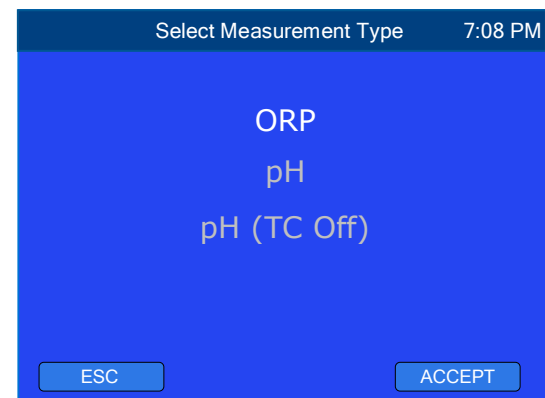 Select Measurement Type 7:08 PM
ORP
pH
pH (TC Off)
ESC ACCEPT